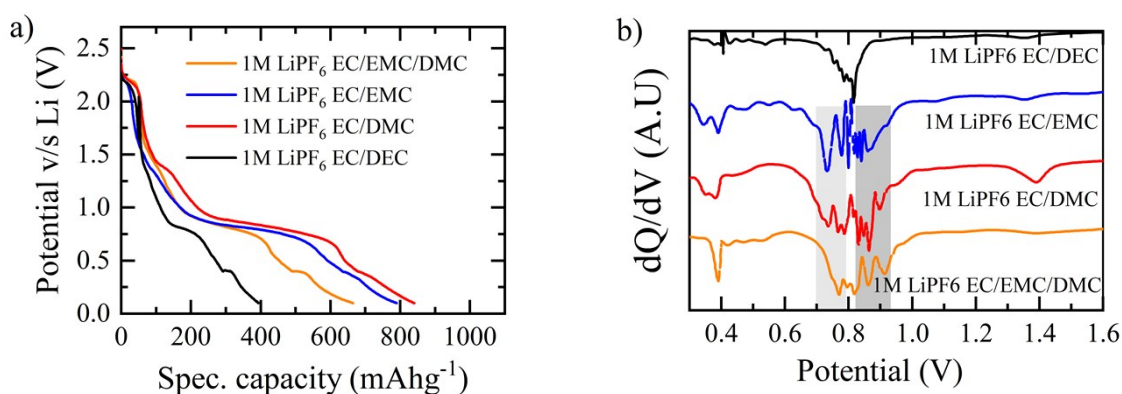 a)
Potential v/s Li (V)
2.5
2.0
1.5
1.0
0.5
0.0
1M LiPF₆ EC/EMC/DMC
1M LiPF₆ EC/EMC
1M LiPF₆ EC/DMC
1M LiPF₆ EC/DEC
0 200 400 600 800 1000
Spec. capacity (mAhg⁻¹)
b)
dQ/dV (A.U)
1M LiPF6 EC/DEC
1M LiPF6 EC/EMC
1M LiPF6 EC/DMC
1M LiPF6 EC/EMC/DMC
0.4 0.6 0.8 1.0 1.2 1.4 1.6
Potential (V)